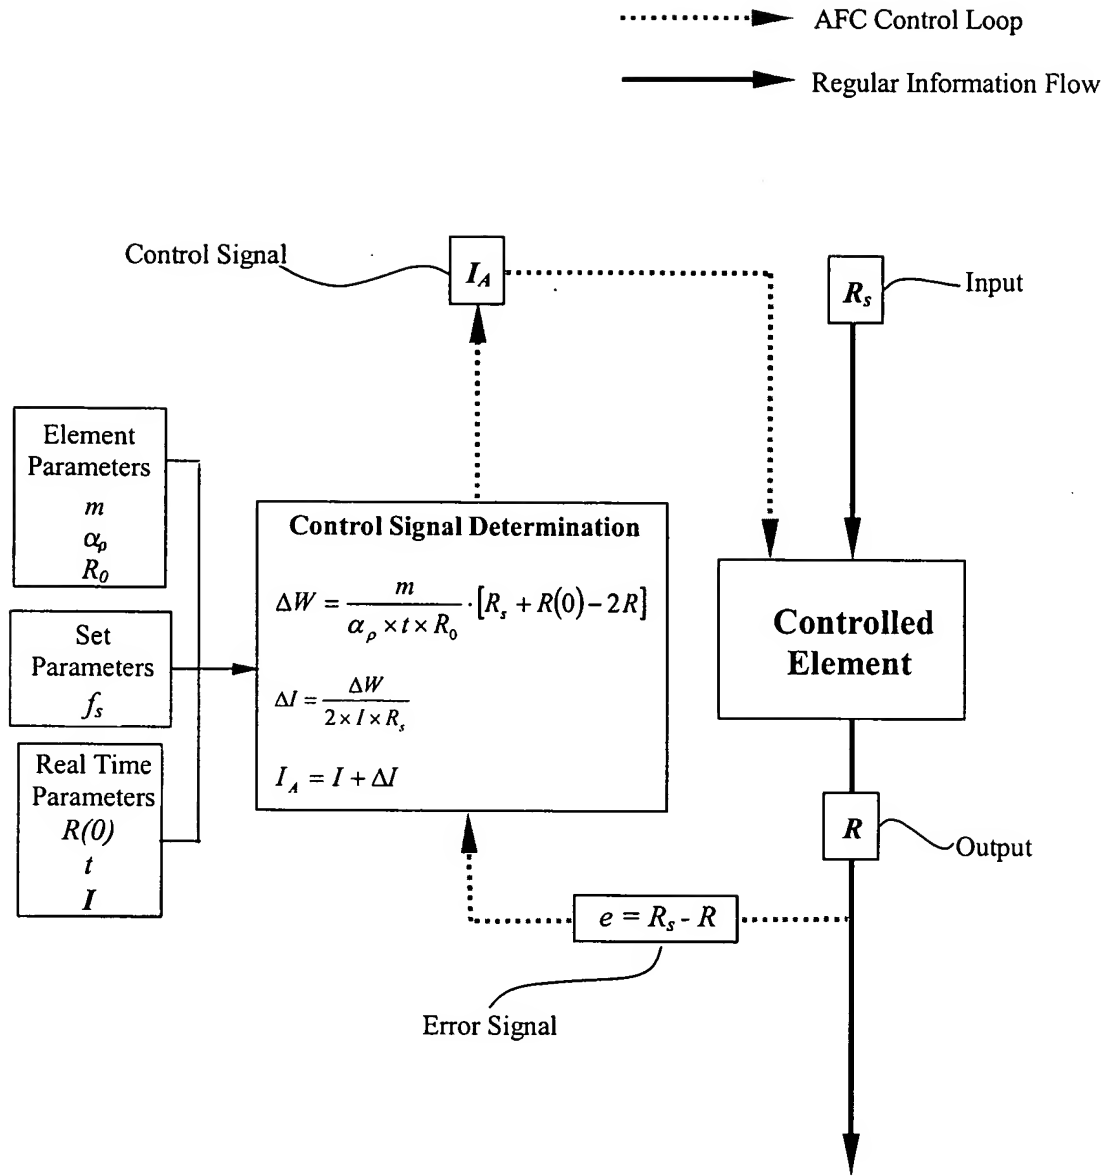 AFC Control Loop
Regular Information Flow
Control Signal
I_A
R_s
Input
Element
Parameters
m
α_ρ
R_0
Set
Parameters
f_s
Real Time
Parameters
R(0)
t
I
Control Signal Determination
ΔW = m / (α_ρ × t × R_0) · [R_s + R(0) − 2R]
ΔI = ΔW / (2 × I × R_s)
I_A = I + ΔI
Controlled
Element
R
Output
e = R_s - R
Error Signal